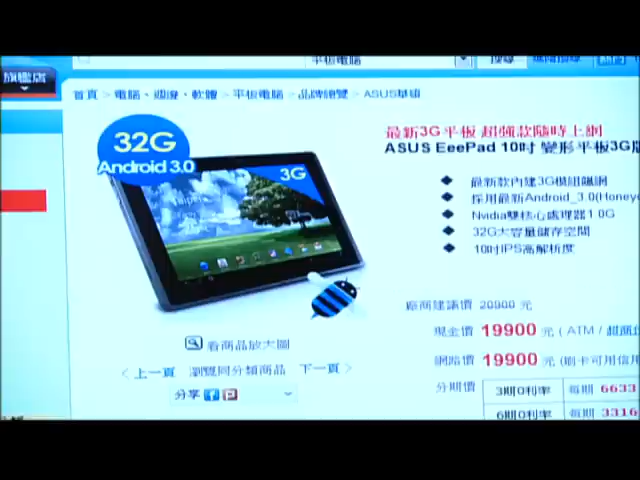 平板電腦
搜尋
旗艦店
首頁 > 電腦、週邊、軟體 > 平板電腦 > 品牌總覽 > ASUS華碩
32G
Android 3.0
3G
最新3G平板 超強款隨時上網
ASUS EeePad 10吋 變形平板3G版
最新款內建3G模組飆網
採用最新Android_3.0(Honey
Nvidia雙核心處理器1.0G
32G大容量儲存空間
10吋IPS高解析度
廠商建議價 20900 元
現金價 19900 元 ( ATM / 超商
網路價 19900 元 (刷卡可用信用
看商品放大圖
上一頁 瀏覽同分類商品 下一頁
分期價 3期0利率 每期 6633
分享
6期0利率 每期 3316